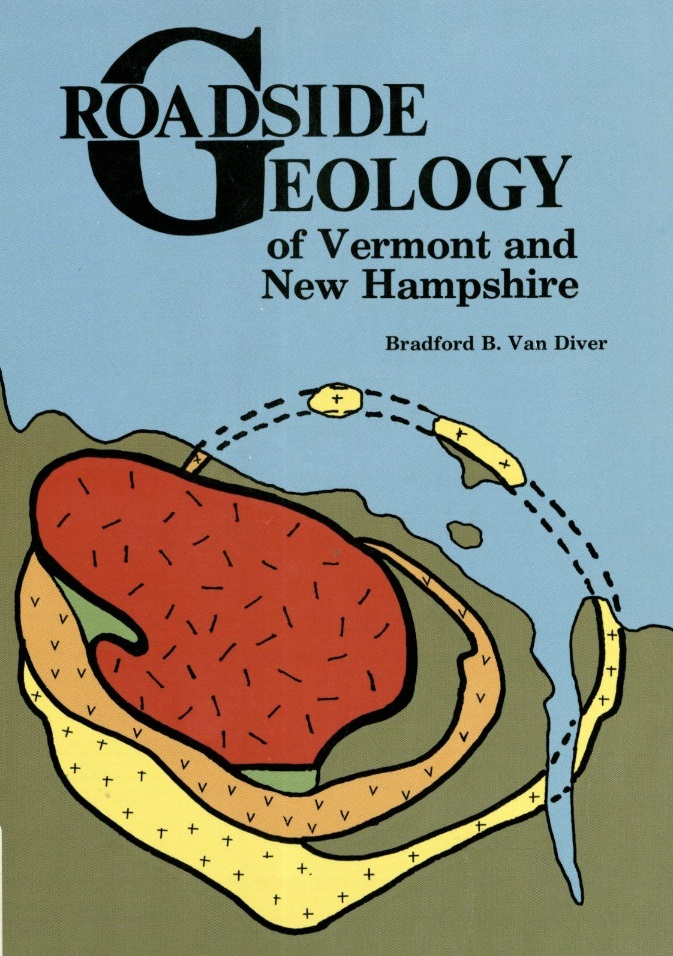 ROADSIDE
GEOLOGY
of Vermont and
New Hampshire
Bradford B. Van Diver